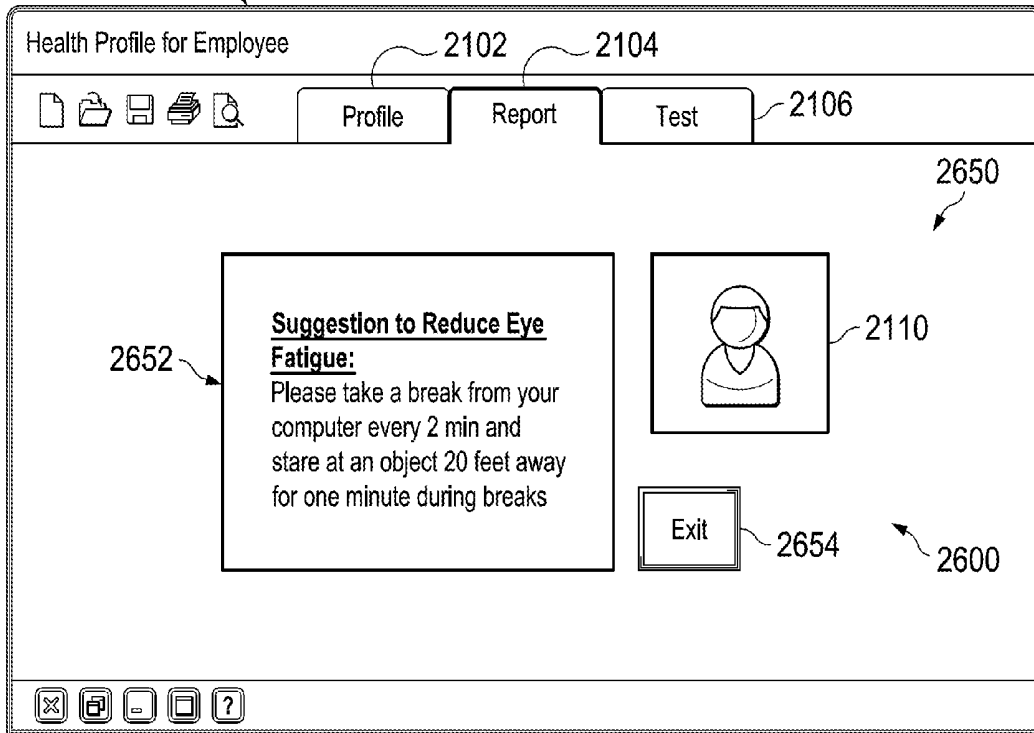 Health Profile for Employee
2102
2104
Profile
Report
Test
2106
2650
Suggestion to Reduce Eye
Fatigue:
Please take a break from your
computer every 2 min and
stare at an object 20 feet away
for one minute during breaks
2652
2110
Exit
2654
2600
?